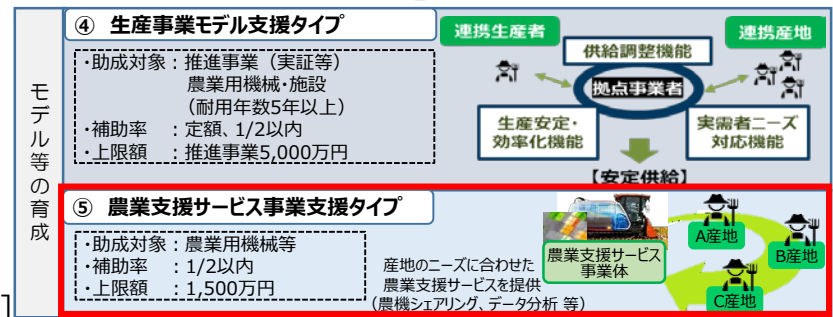 モデル等の育成
④ 生産事業モデル支援タイプ
・助成対象：推進事業（実証等）
農業用機械・施設
（耐用年数5年以上）
・補助率 ：定額、1/2以内
・上限額 ：推進事業5,000万円
連携生産者
連携産地
供給調整機能
拠点事業者
生産安定・
効率化機能
実需者ニーズ
対応機能
【安定供給】
⑤ 農業支援サービス事業支援タイプ
・助成対象：農業用機械等
・補助率 ：1/2以内
・上限額 ：1,500万円
産地のニーズに合わせた
農業支援サービスを提供
（農機シェアリング、データ分析 等）
農業支援サービス
事業体
A産地
B産地
C産地
]